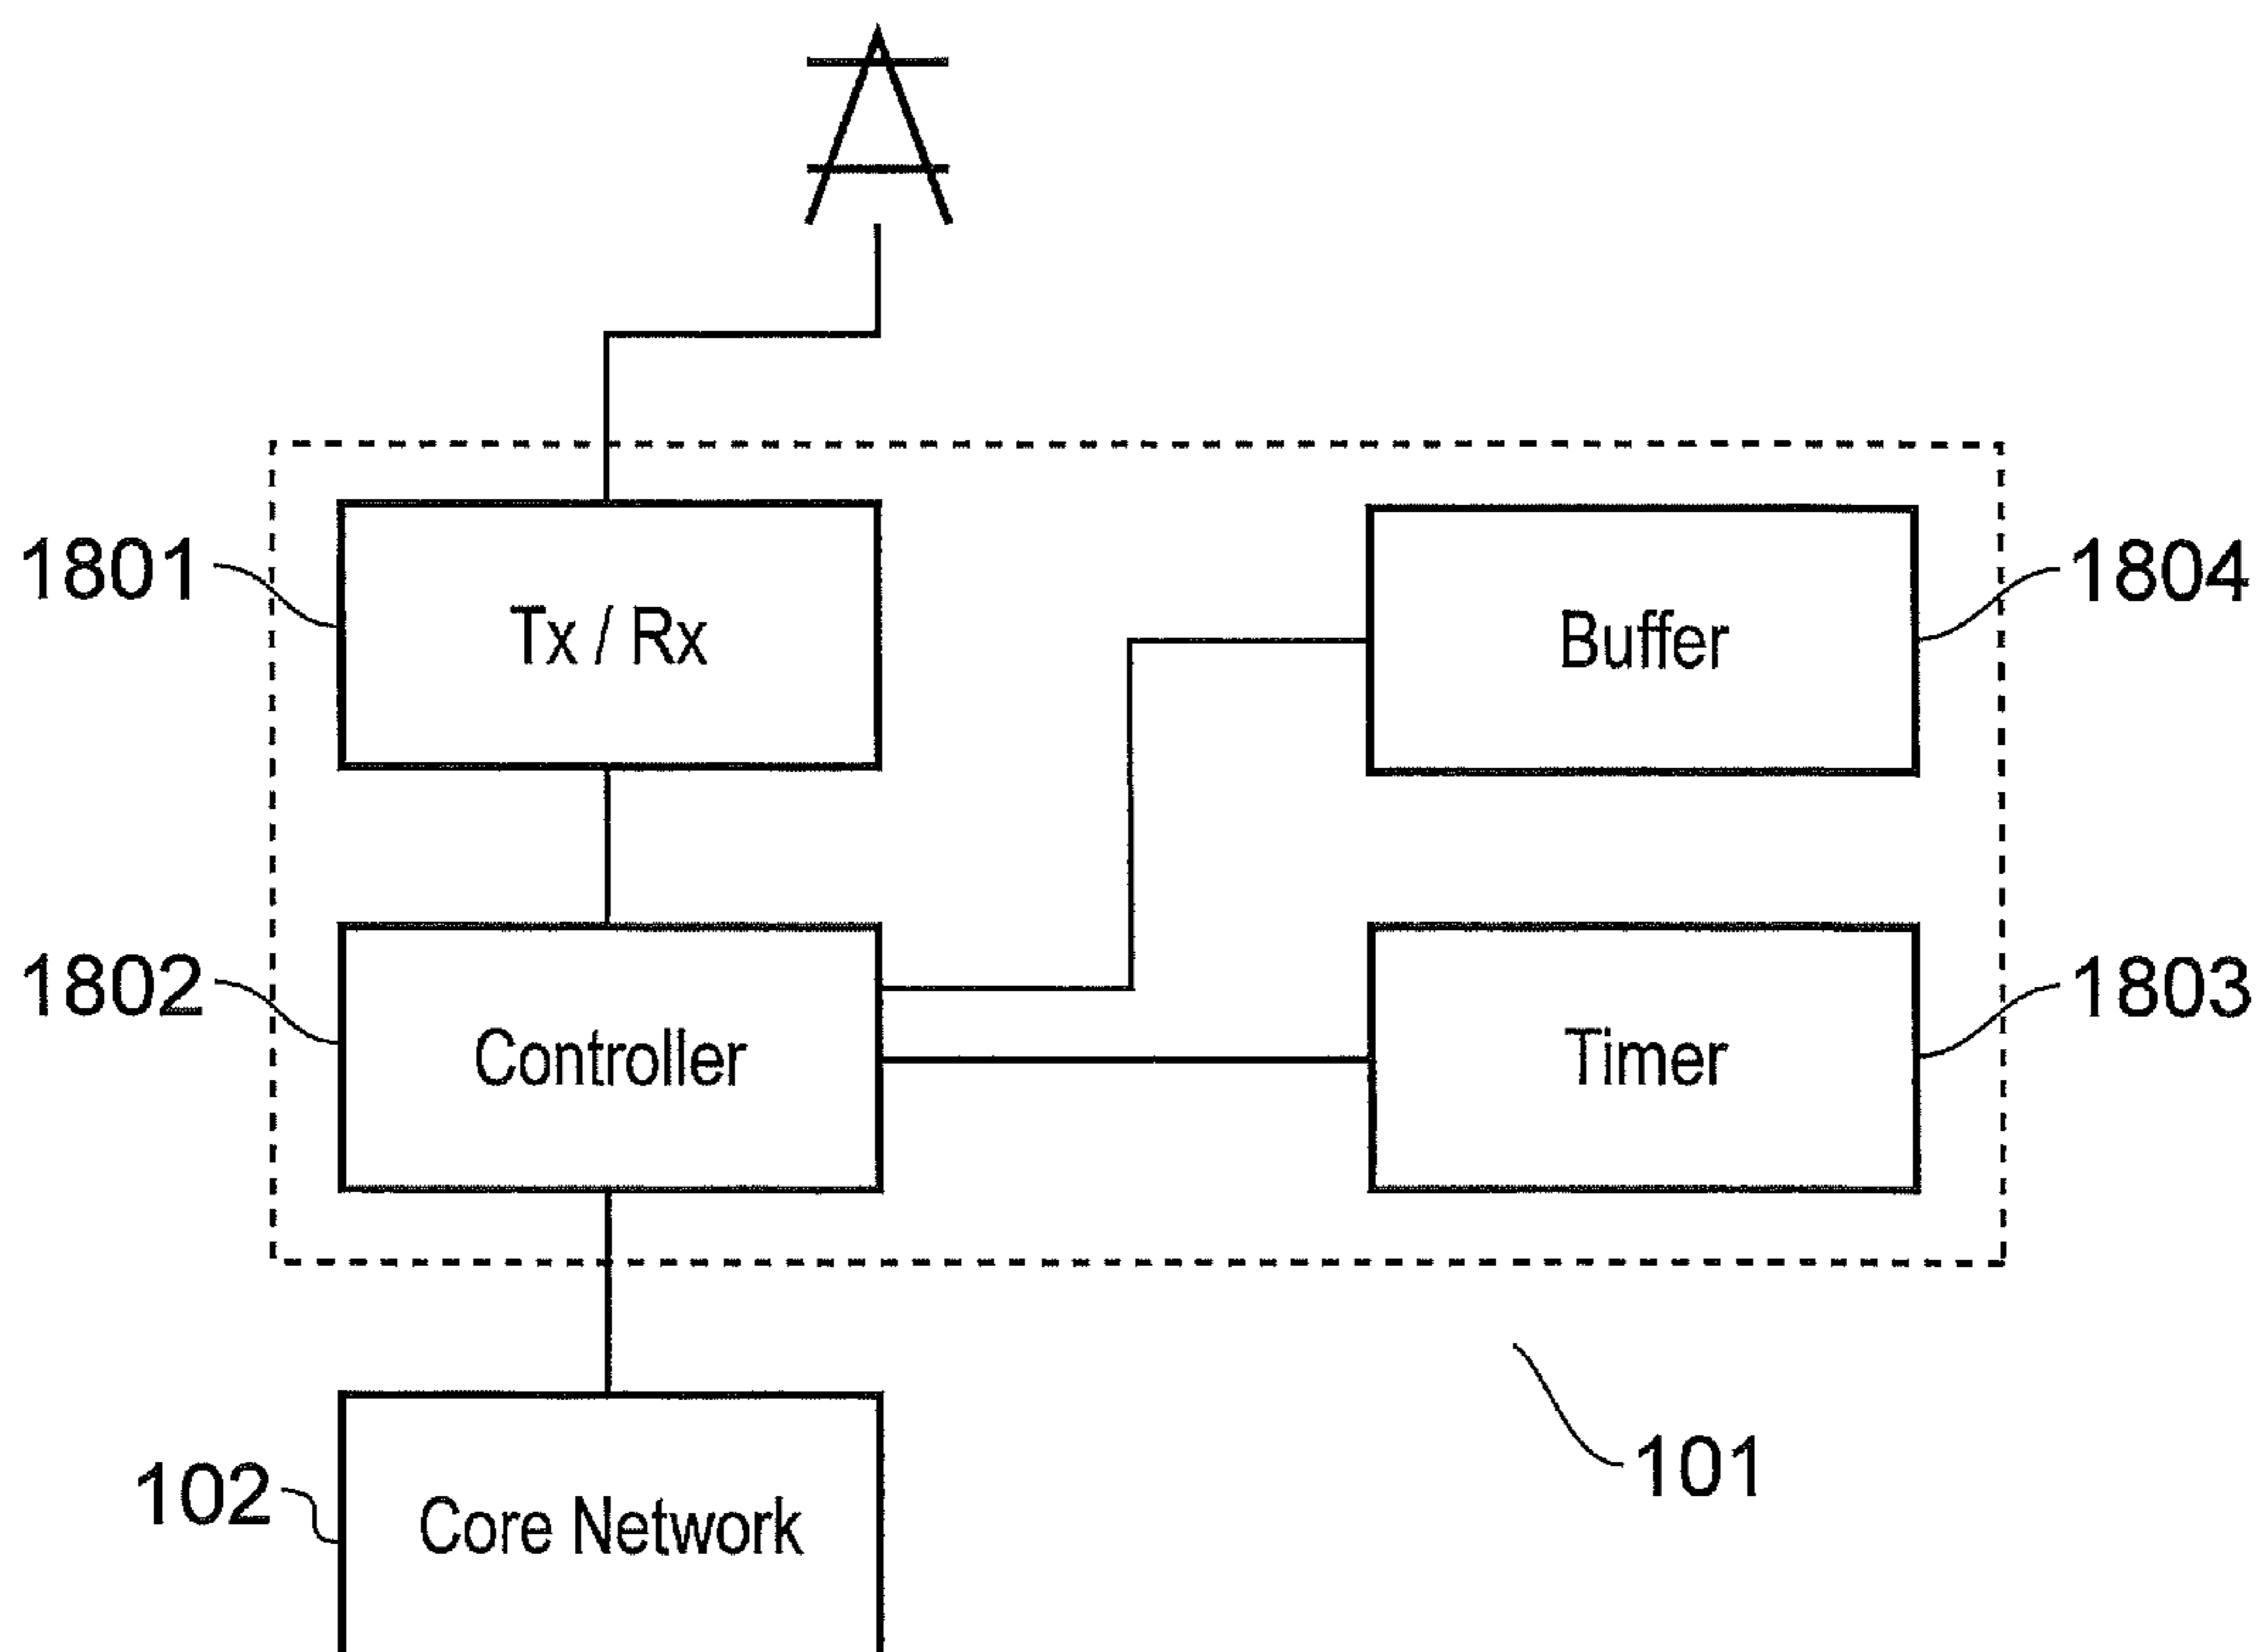 1801
Tx / Rx
Buffer
1804
1802
Controller
Timer
1803
102
Core Network
101